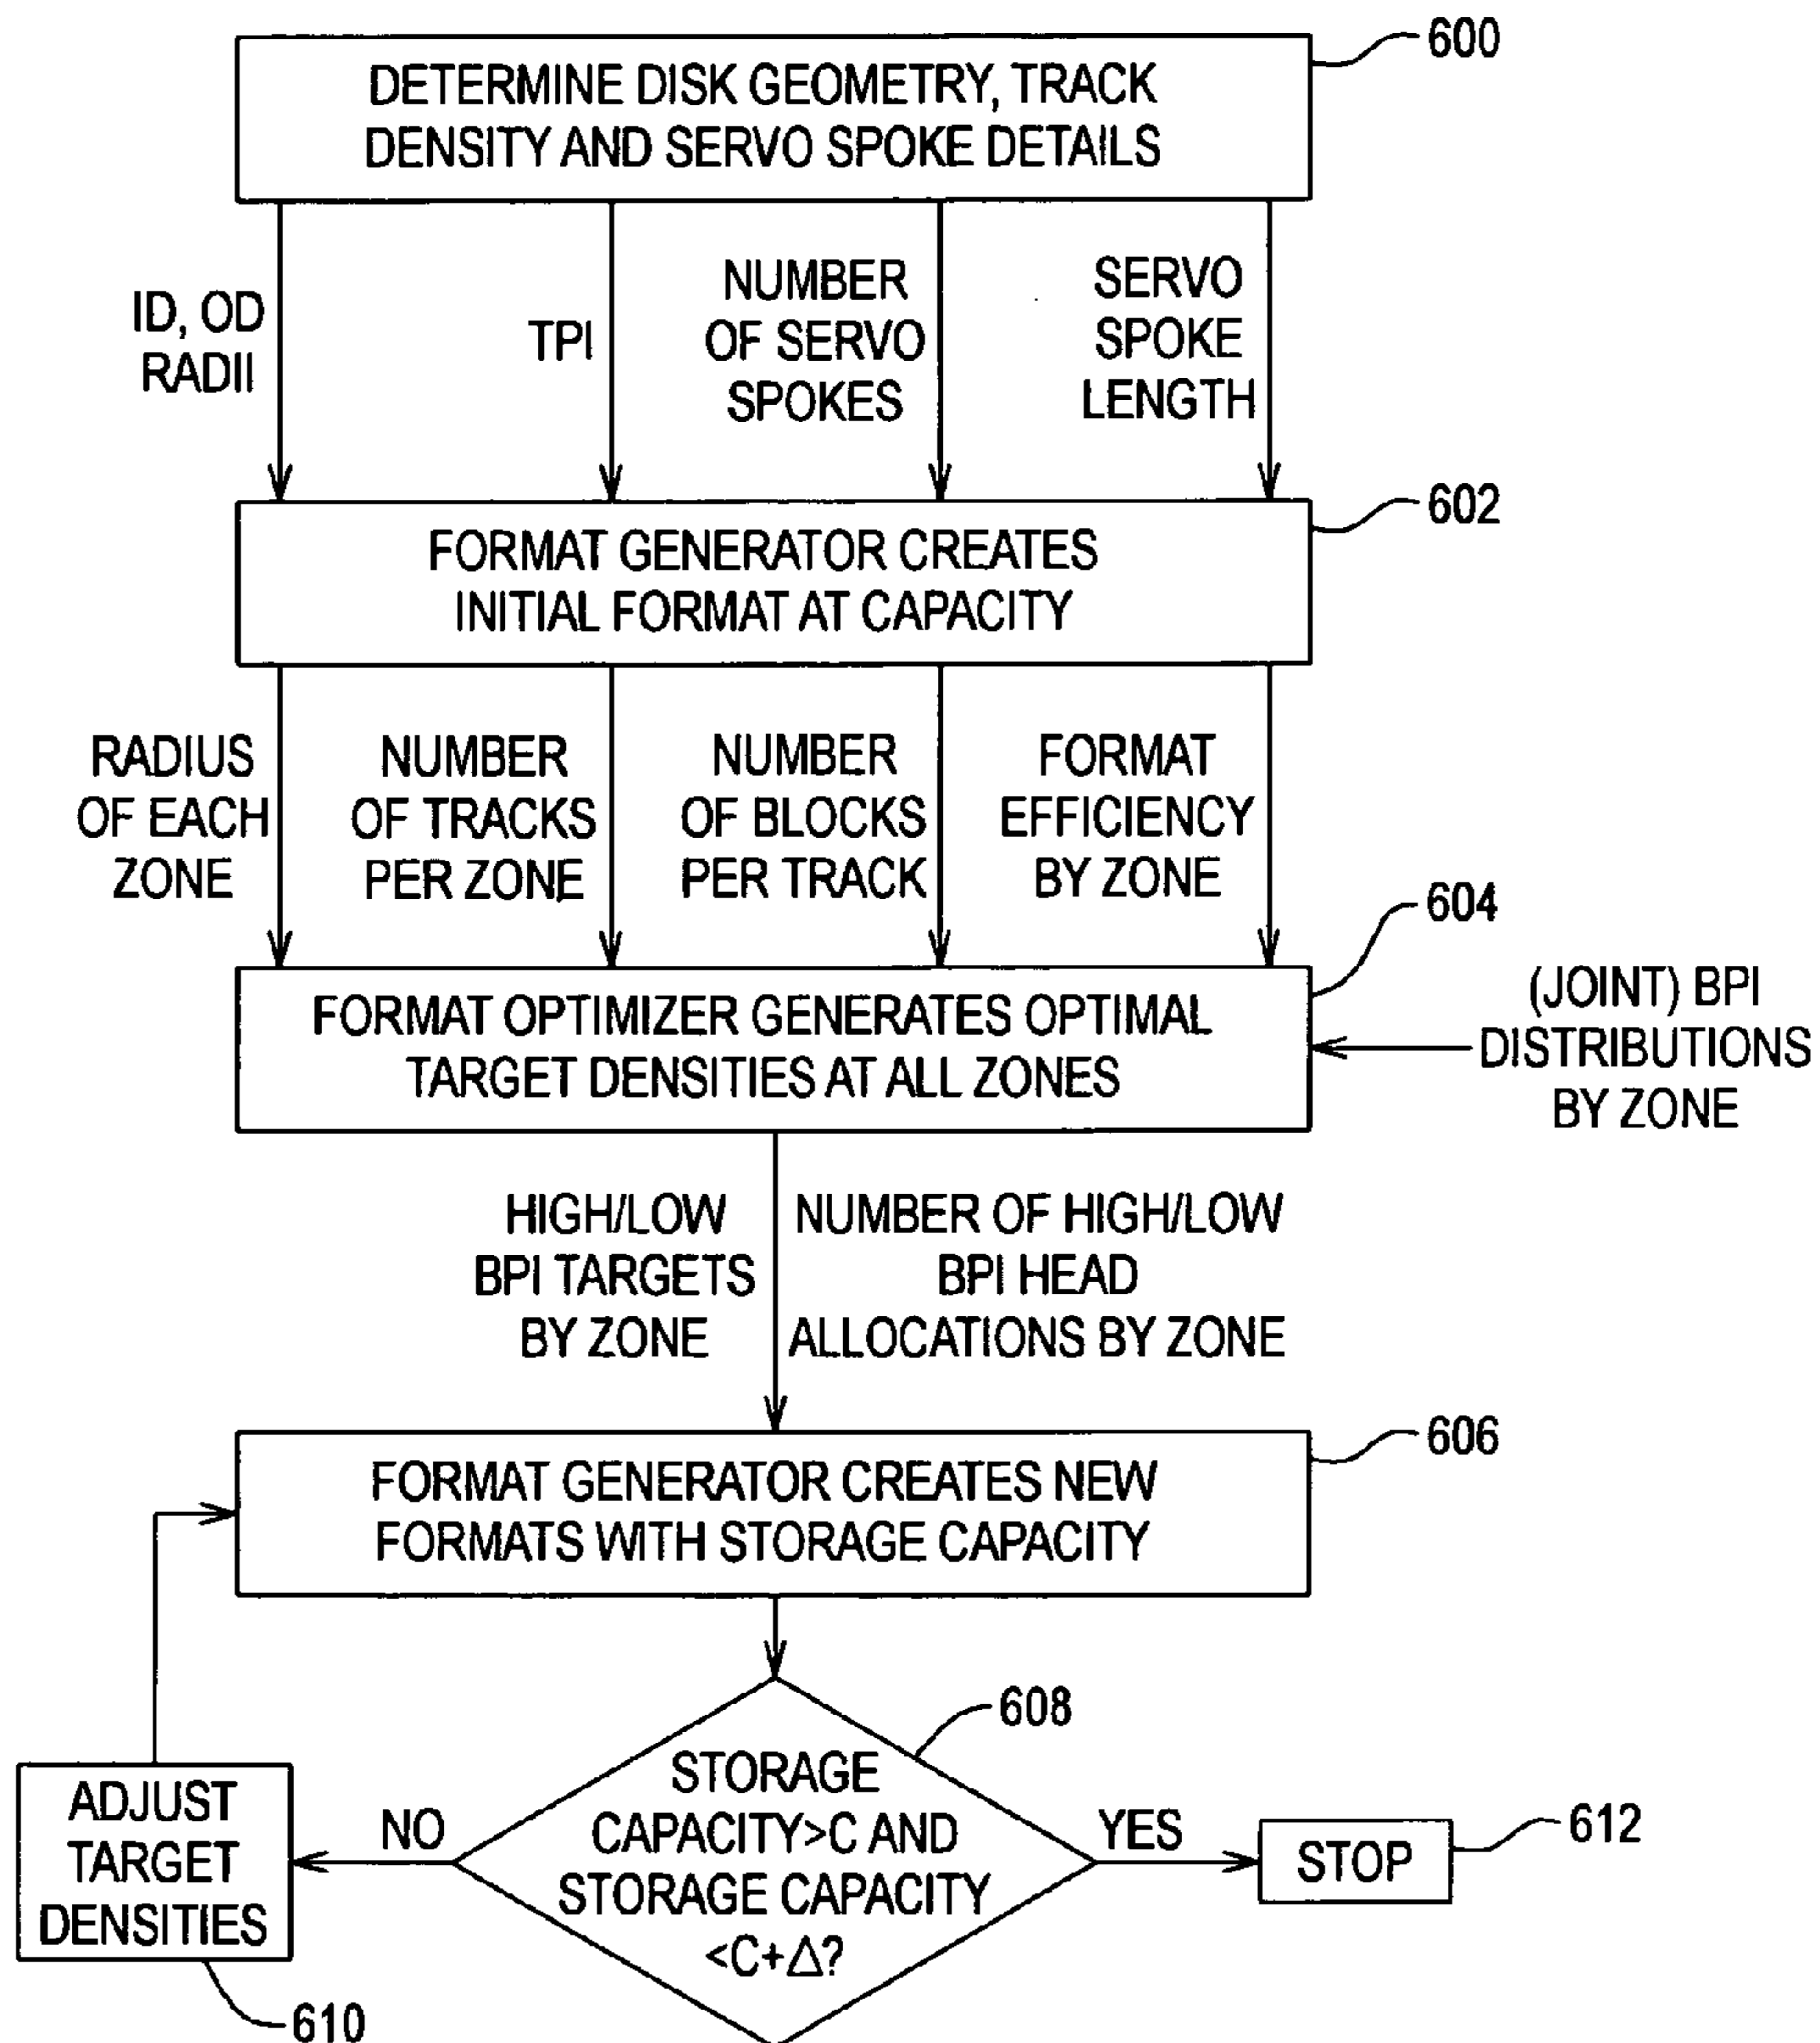 600
DETERMINE DISK GEOMETRY, TRACK
DENSITY AND SERVO SPOKE DETAILS
ID, OD
RADII
TPI
NUMBER
OF SERVO
SPOKES
SERVO
SPOKE
LENGTH
602
FORMAT GENERATOR CREATES
INITIAL FORMAT AT CAPACITY
RADIUS
OF EACH
ZONE
NUMBER
OF TRACKS
PER ZONE
NUMBER
OF BLOCKS
PER TRACK
FORMAT
EFFICIENCY
BY ZONE
604
FORMAT OPTIMIZER GENERATES OPTIMAL
TARGET DENSITIES AT ALL ZONES
(JOINT) BPI
DISTRIBUTIONS
BY ZONE
HIGH/LOW
BPI TARGETS
BY ZONE
NUMBER OF HIGH/LOW
BPI HEAD
ALLOCATIONS BY ZONE
606
FORMAT GENERATOR CREATES NEW
FORMATS WITH STORAGE CAPACITY
608
STORAGE
CAPACITY>C AND
STORAGE CAPACITY
<C+Δ?
NO
YES
ADJUST
TARGET
DENSITIES
610
STOP
612